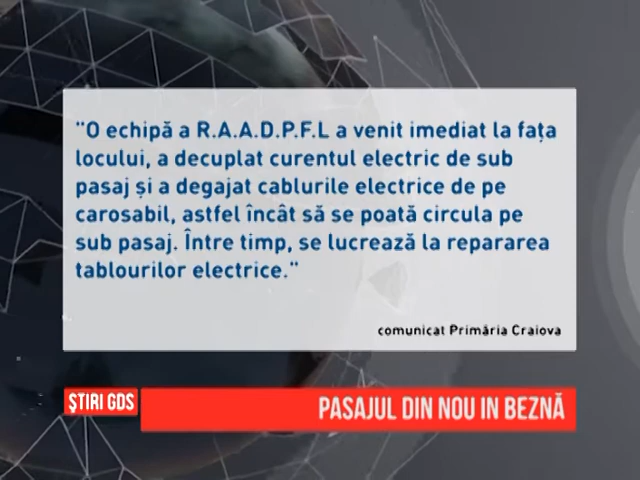 "O echipă a R.A.A.D.P.F.L a venit imediat la fața
locului, a decuplat curentul electric de sub
pasaj și a degajat cablurile electrice de pe
carosabil, astfel încât să se poată circula pe
sub pasaj. Între timp, se lucrează la repararea
tablourilor electrice."
comunicat Primăria Craiova
ŞTIRI GDS
PASAJUL DIN NOU IN BEZNĂ